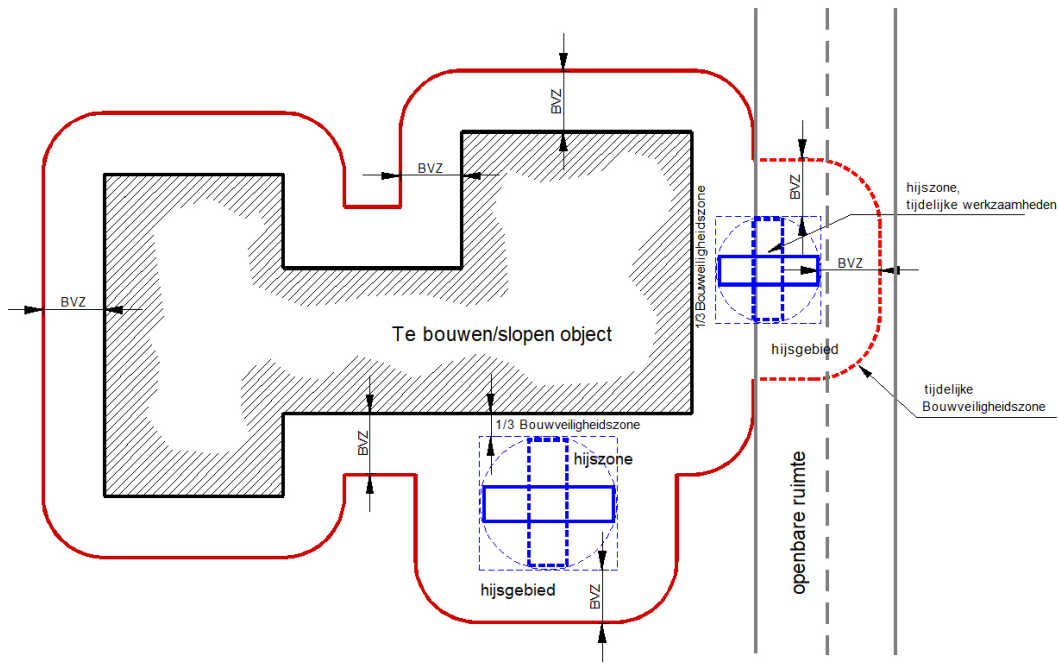 BVZ
BVZ
BVZ
hijszone,
tijdelijke werkzaamheden
1/3 Bouwveiligheidszone
BVZ
BVZ
Te bouwen/slopen object
hijsgebied
tijdelijke
Bouwveiligheidszone
1/3 Bouwveiligheidszone
BVZ
hijszone
openbare ruimte
hijsgebied
BVZ